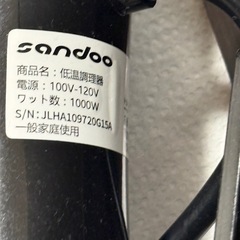 sandoo
商品名：低温調理器
電源：100V-120V
ワット数：1000W
S/N：JLHA109720G15A
一般家庭使用